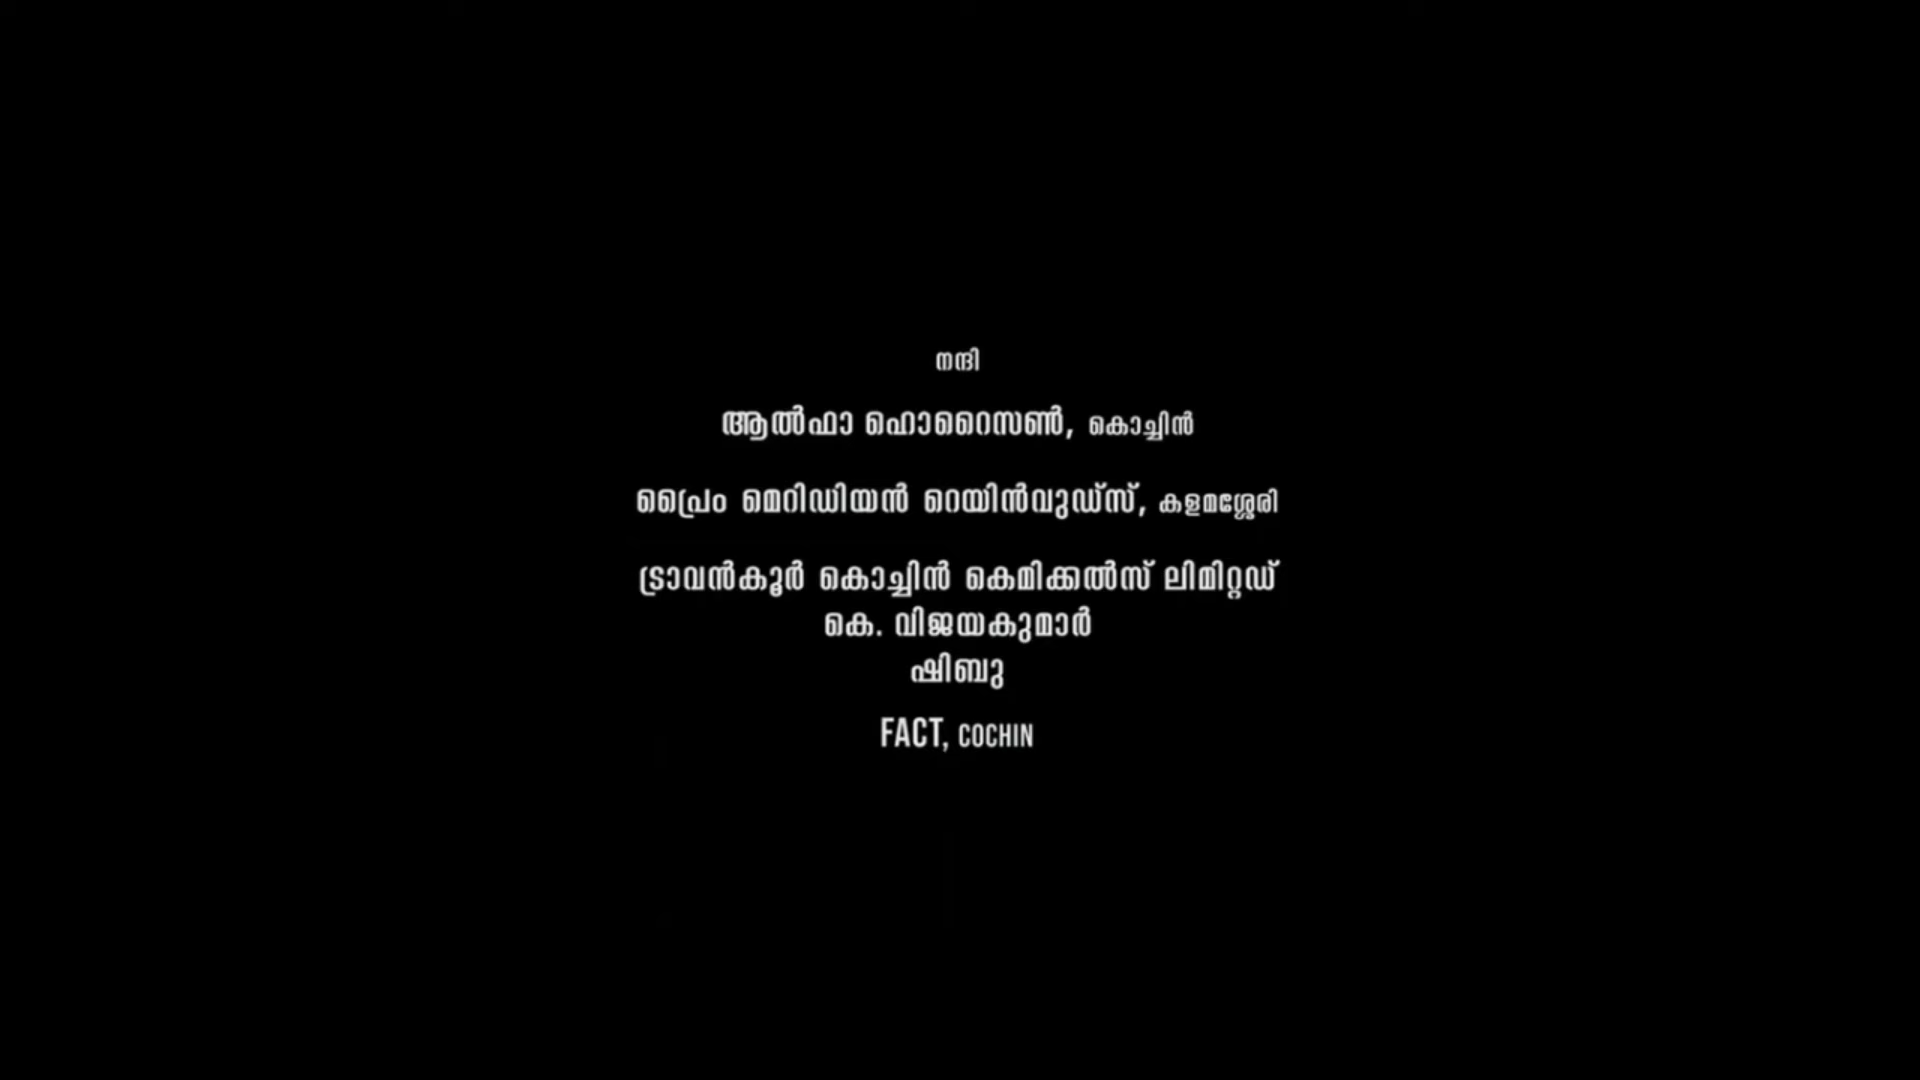 നന്ദി
ആൽഫാ ഹൊറൈസൺ, കൊച്ചിൻ
പ്രൈം മെറിഡിയൻ റെയിൻവുഡ്സ്, കളമശ്ശേരി
ട്രാവൻകൂർ കൊച്ചിൻ കെമിക്കൽസ് ലിമിറ്റഡ്
കെ. വിജയകുമാർ
ഷിബു
FACT, COCHIN